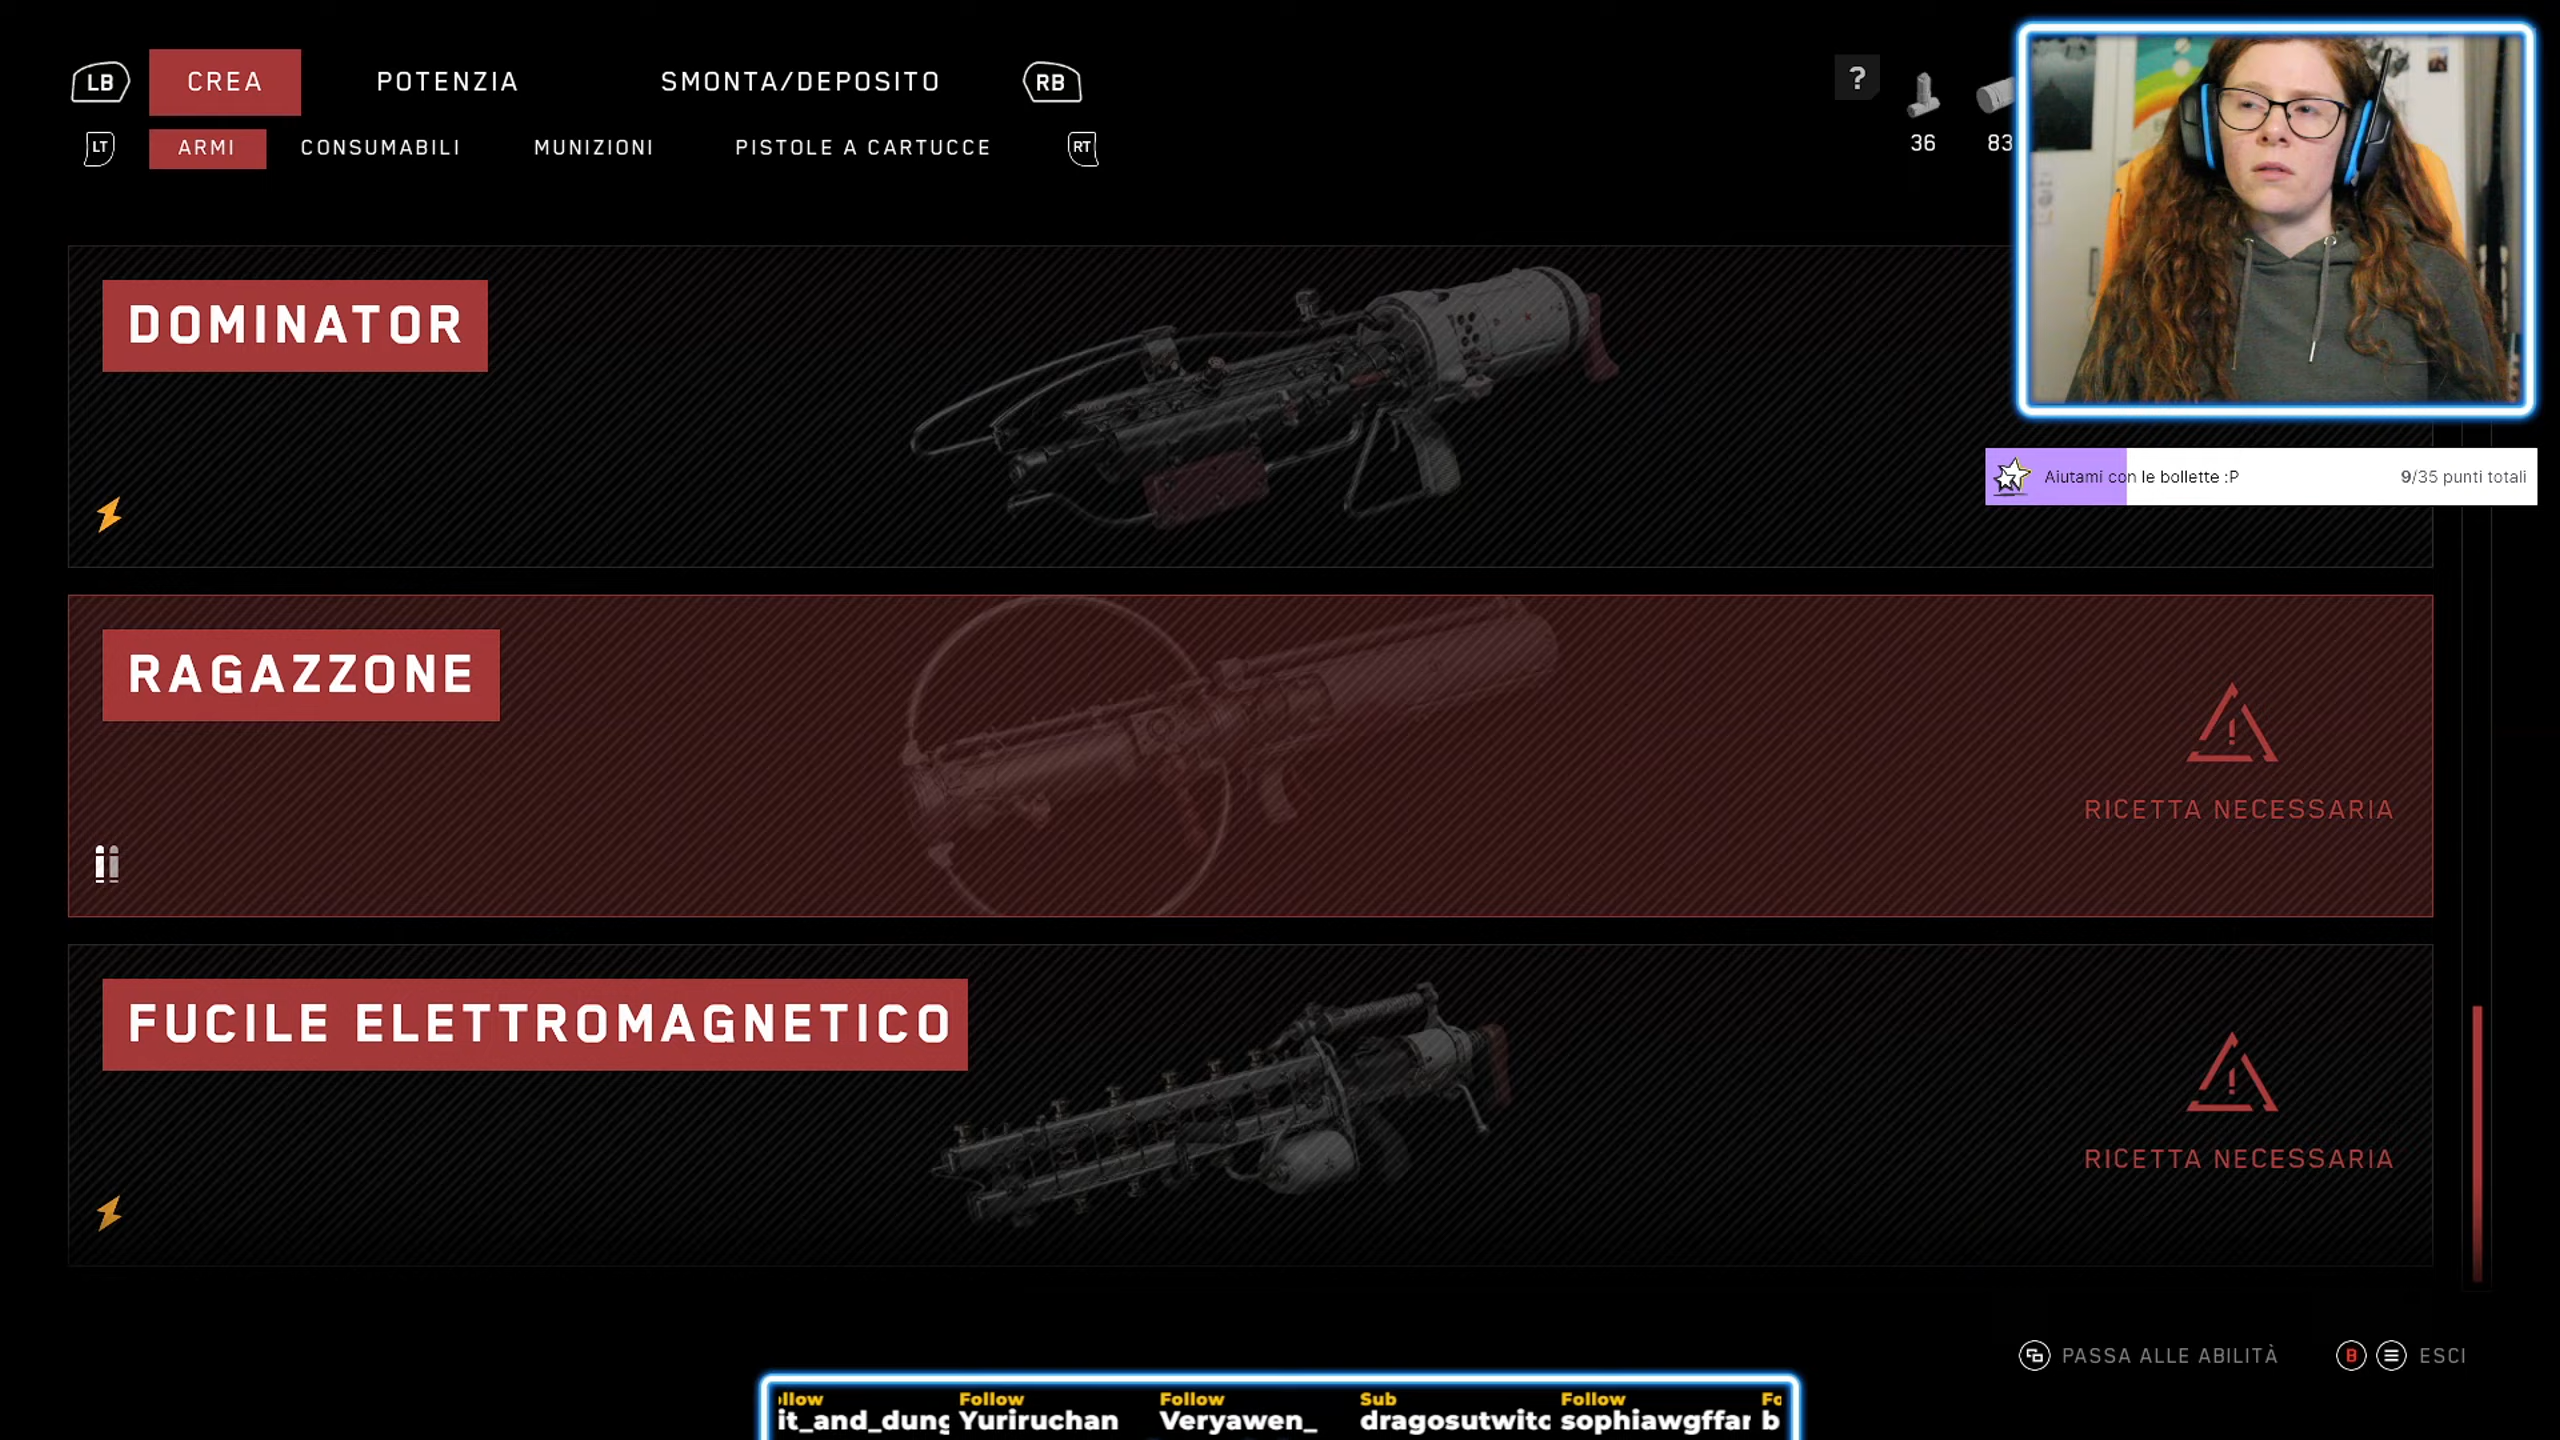 LB CREA POTENZIA SMONTA/DEPOSITO RB
LT ARMI CONSUMABILI MUNIZIONI PISTOLE A CARTUCCE RT
?
36 83
DOMINATOR
Aiutami con le bollette :P 9/35 punti totali
RAGAZZONE
RICETTA NECESSARIA
FUCILE ELETTROMAGNETICO
RICETTA NECESSARIA
PASSA ALLE ABILITÀ B ESCI
Follow Follow Sub Follow
Yuriruchan Veryawen_ dragosutwitc sophiawgffar b